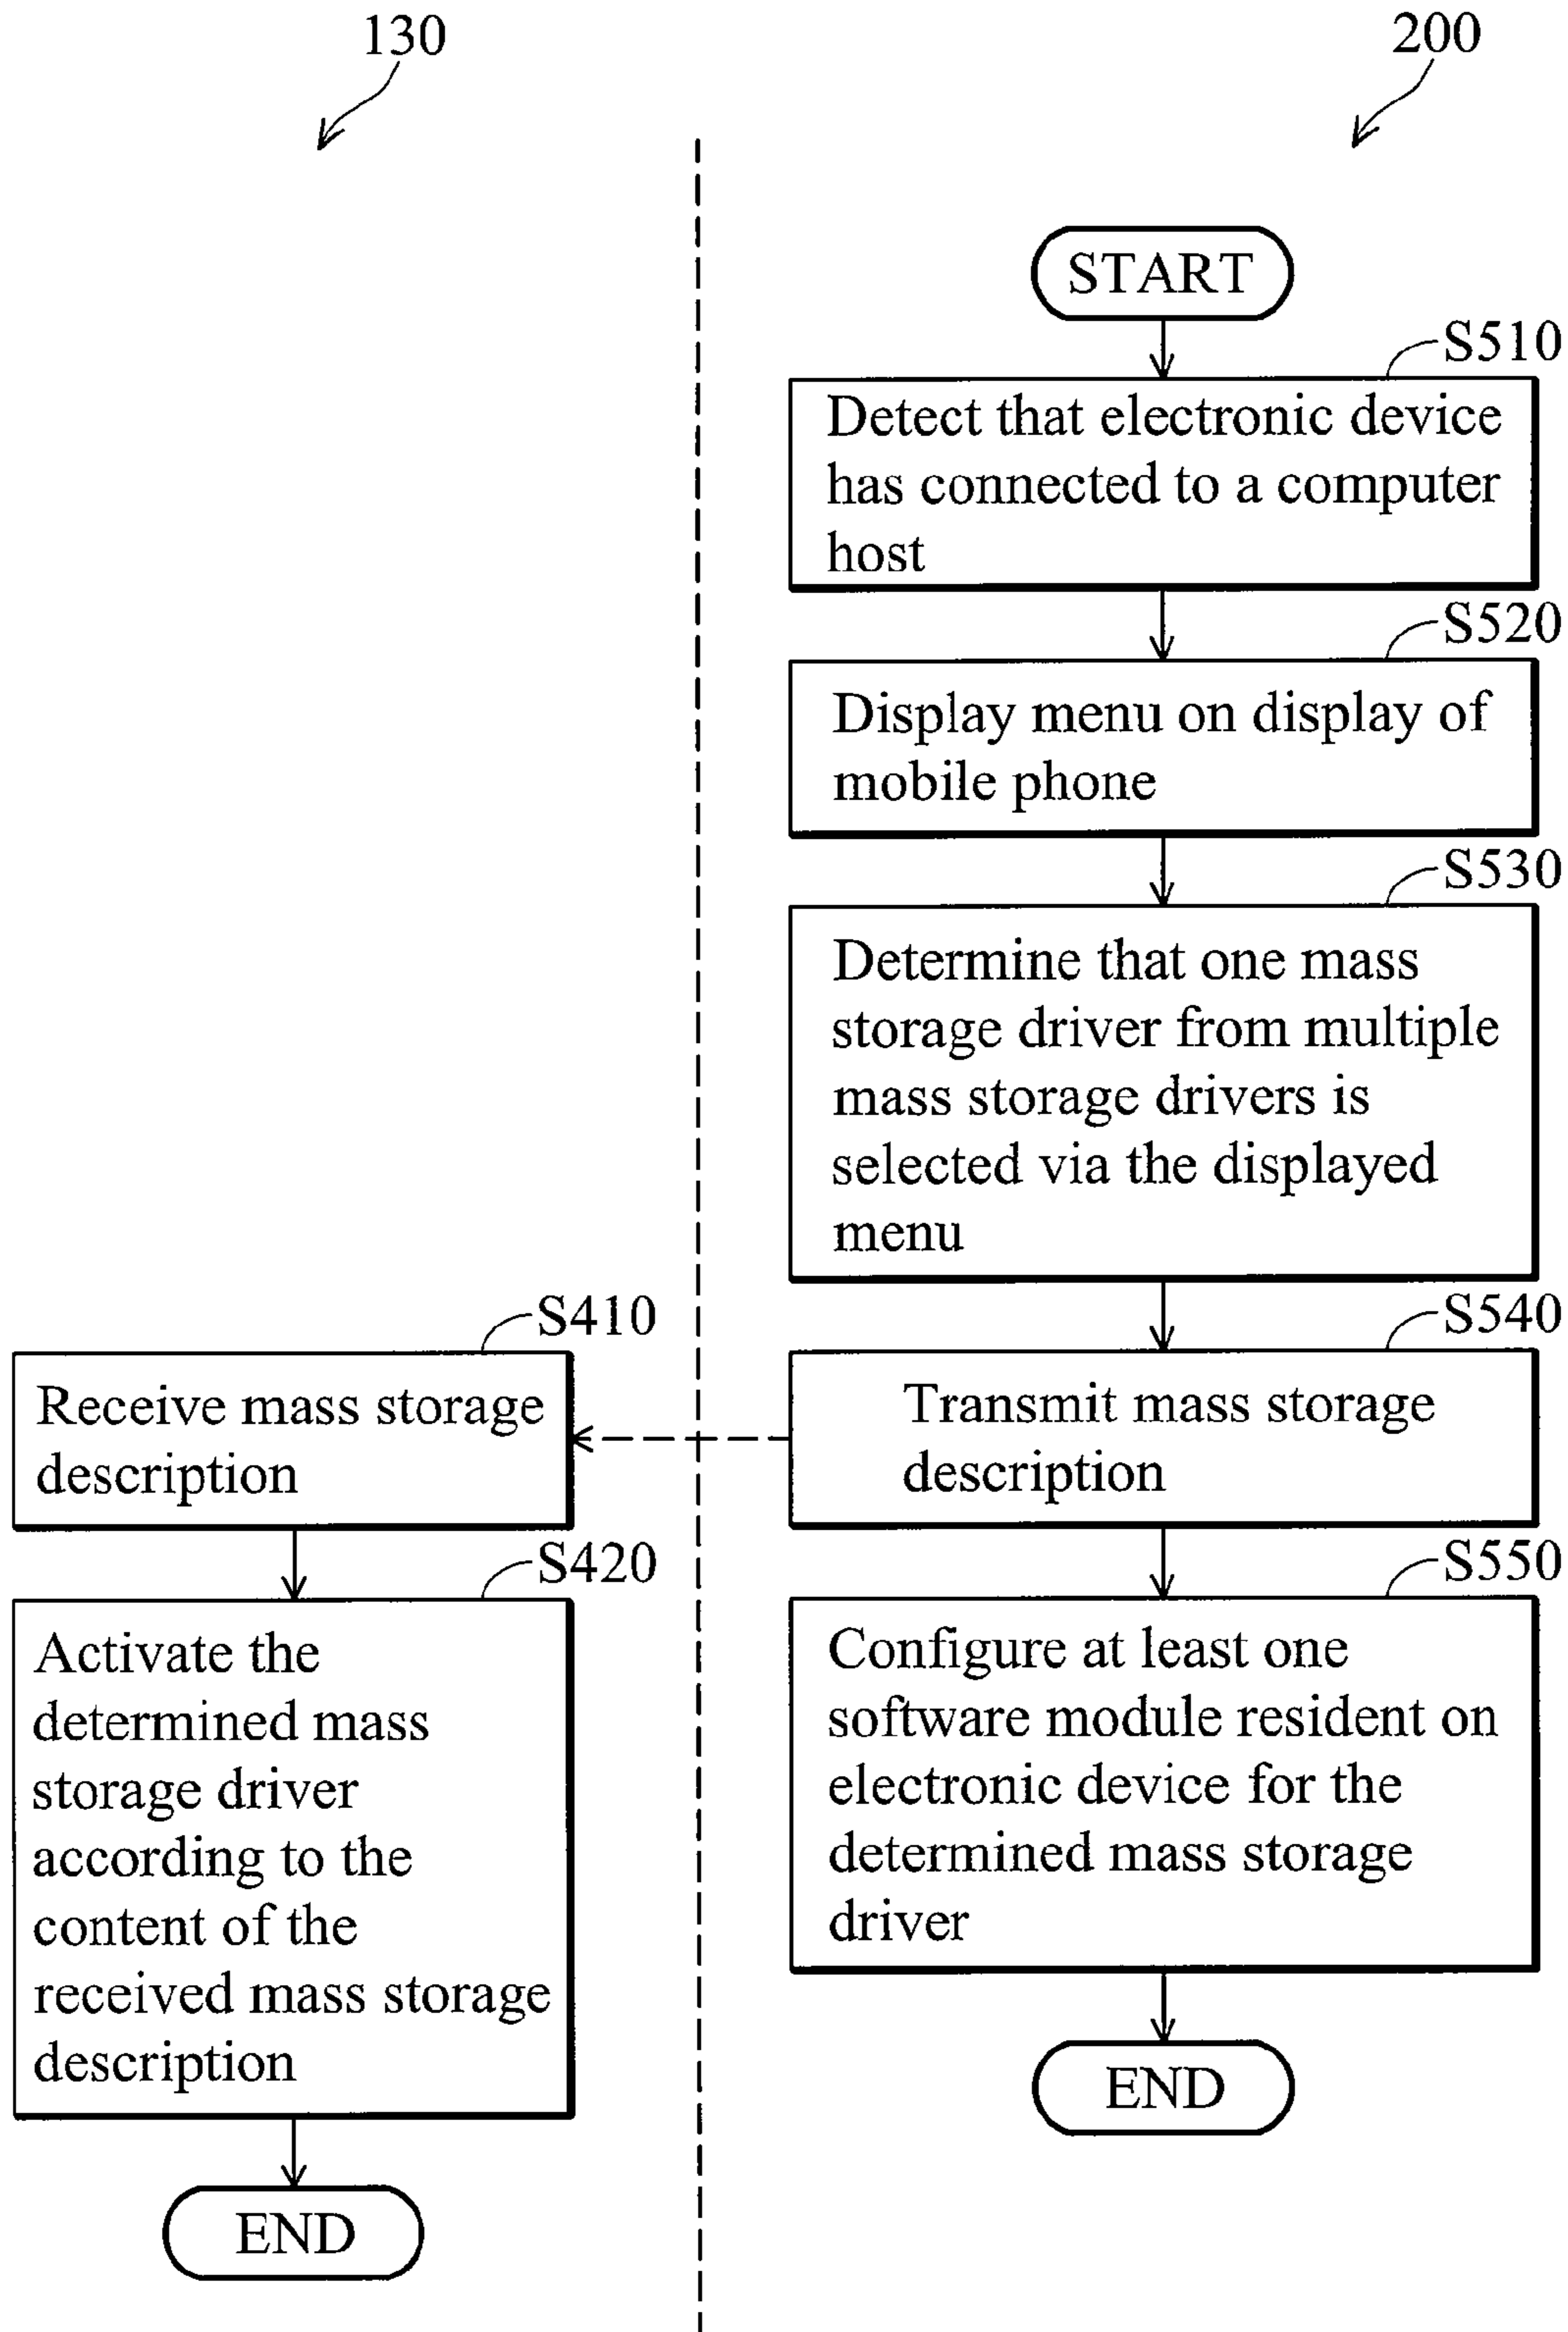 130
200
START
S510
Detect that electronic device
has connected to a computer
host
S520
Display menu on display of
mobile phone
S530
Determine that one mass
storage driver from multiple
mass storage drivers is
selected via the displayed
menu
S410
Receive mass storage
description
S540
Transmit mass storage
description
S420
Activate the
determined mass
storage driver
according to the
content of the
received mass storage
description
S550
Configure at least one
software module resident on
electronic device for the
determined mass storage
driver
END
END